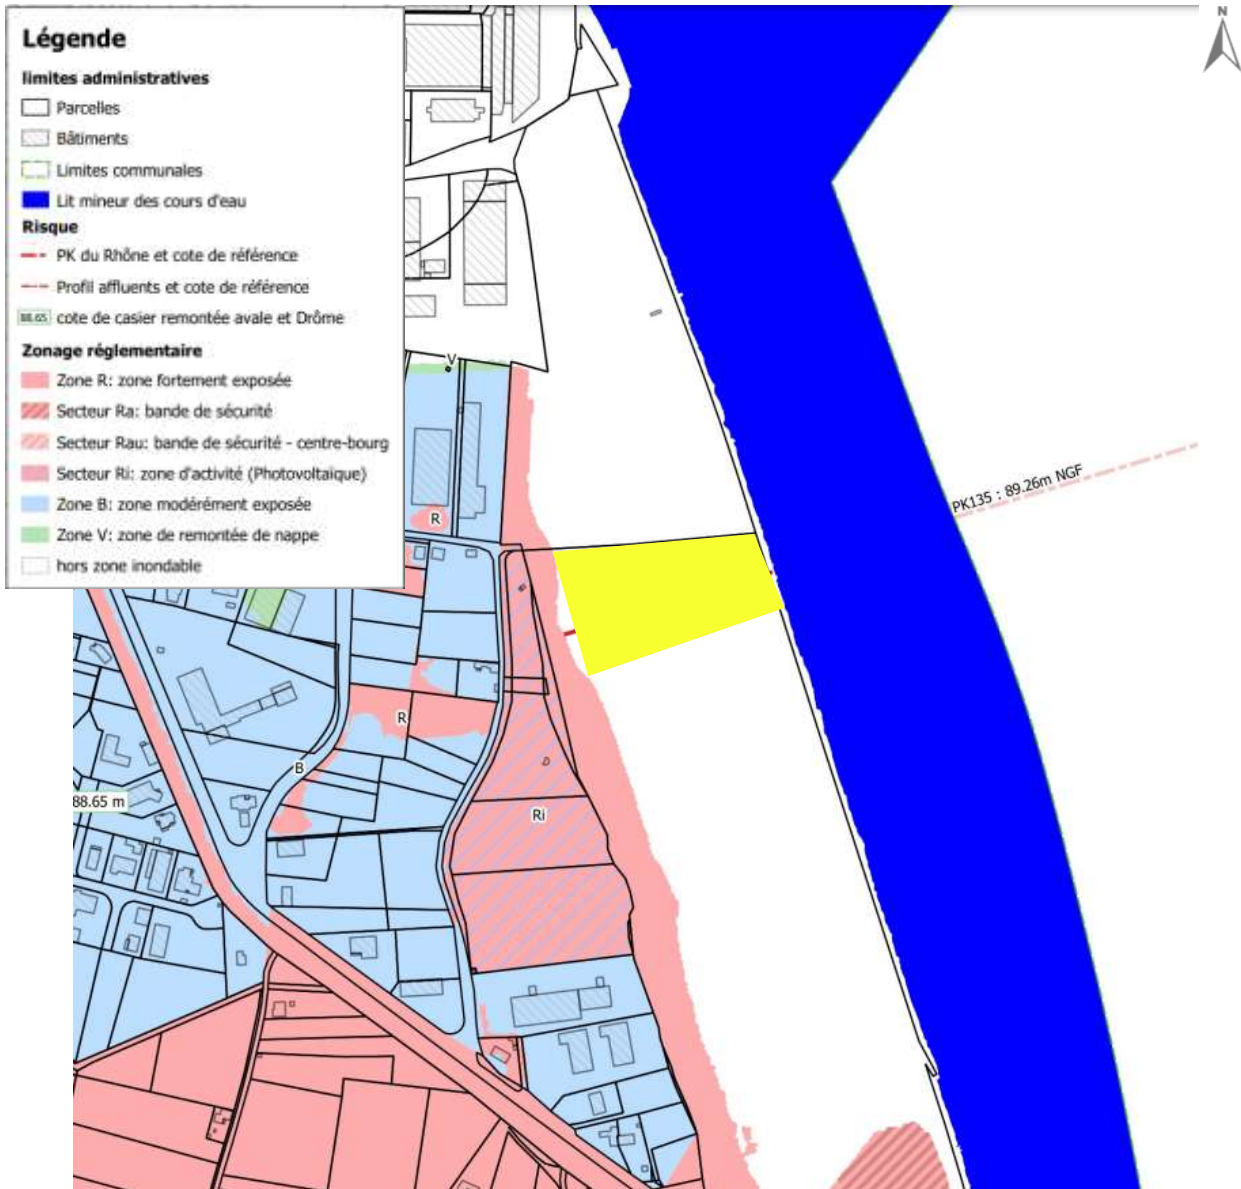 Légende
limites administratives
Parcelles
Bâtiments
Limites communales
Lit mineur des cours d'eau
Risque
PK du Rhône et cote de référence
Profil affluents et cote de référence
88.65 cote de casier remontée avale et Drôme
Zonage réglementaire
Zone R: zone fortement exposée
Secteur Ra: bande de sécurité
Secteur Rau: bande de sécurité - centre-bourg
Secteur Ri: zone d'activité (Photovoltaïque)
Zone B: zone modérément exposée
Zone V: zone de remontée de nappe
hors zone inondable
N
V
R
PK135 : 89.26m NGF
R
B
88.65 m
Ri